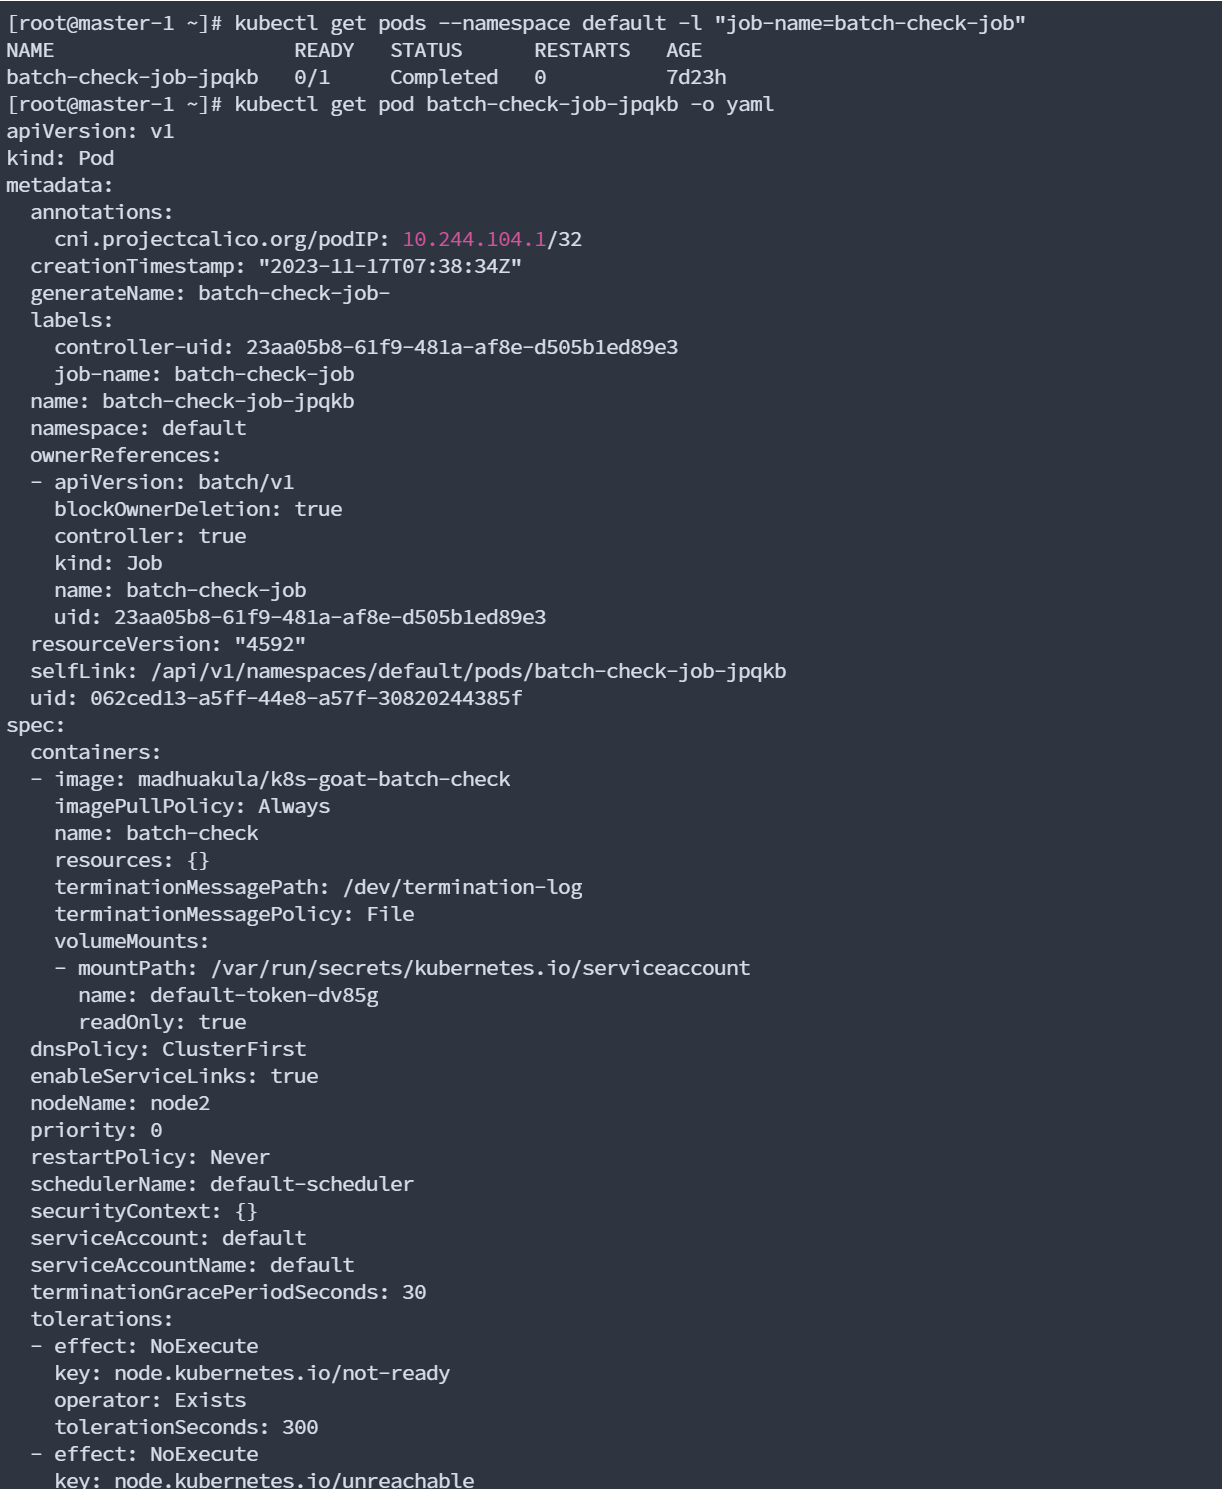 [root@master-1 ~]# kubectl get pods --namespace default -l "job-name=batch-check-job"
NAME                    READY   STATUS      RESTARTS   AGE
batch-check-job-jpqkb   0/1     Completed   0          7d23h
[root@master-1 ~]# kubectl get pod batch-check-job-jpqkb -o yaml
apiVersion: v1
kind: Pod
metadata:
  annotations:
    cni.projectcalico.org/podIP: 10.244.104.1/32
  creationTimestamp: "2023-11-17T07:38:34Z"
  generateName: batch-check-job-
  labels:
    controller-uid: 23aa05b8-61f9-481a-af8e-d505b1ed89e3
    job-name: batch-check-job
  name: batch-check-job-jpqkb
  namespace: default
  ownerReferences:
  - apiVersion: batch/v1
    blockOwnerDeletion: true
    controller: true
    kind: Job
    name: batch-check-job
    uid: 23aa05b8-61f9-481a-af8e-d505b1ed89e3
  resourceVersion: "4592"
  selfLink: /api/v1/namespaces/default/pods/batch-check-job-jpqkb
  uid: 062ced13-a5ff-44e8-a57f-30820244385f
spec:
  containers:
  - image: madhuakula/k8s-goat-batch-check
    imagePullPolicy: Always
    name: batch-check
    resources: {}
    terminationMessagePath: /dev/termination-log
    terminationMessagePolicy: File
    volumeMounts:
    - mountPath: /var/run/secrets/kubernetes.io/serviceaccount
      name: default-token-dv85g
      readOnly: true
  dnsPolicy: ClusterFirst
  enableServiceLinks: true
  nodeName: node2
  priority: 0
  restartPolicy: Never
  schedulerName: default-scheduler
  securityContext: {}
  serviceAccount: default
  serviceAccountName: default
  terminationGracePeriodSeconds: 30
  tolerations:
  - effect: NoExecute
    key: node.kubernetes.io/not-ready
    operator: Exists
    tolerationSeconds: 300
  - effect: NoExecute
    key: node.kubernetes.io/unreachable